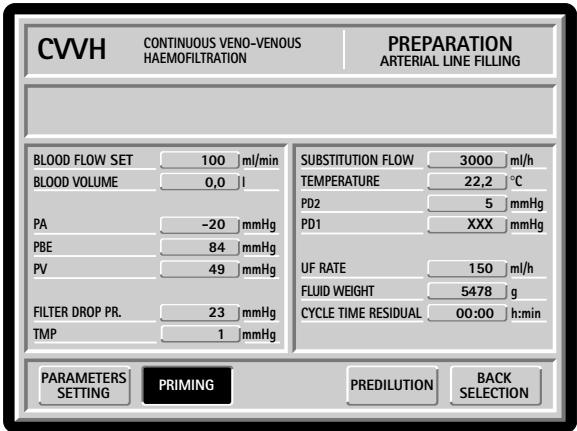 CVVH
CONTINUOUS VENO-VENOUS
HAEMOFILTRATION
PREPARATION
ARTERIAL LINE FILLING
BLOOD FLOW SET 100 ml/min
BLOOD VOLUME 0,0 l
PA -20 mmHg
PBE 84 mmHg
PV 49 mmHg
FILTER DROP PR. 23 mmHg
TMP 1 mmHg
SUBSTITUTION FLOW 3000 ml/h
TEMPERATURE 22,2 °C
PD2 5 mmHg
PD1 XXX mmHg
UF RATE 150 ml/h
FLUID WEIGHT 5478 g
CYCLE TIME RESIDUAL 00:00 h:min
PARAMETERS
SETTING
PRIMING
PREDILUTION
BACK
SELECTION